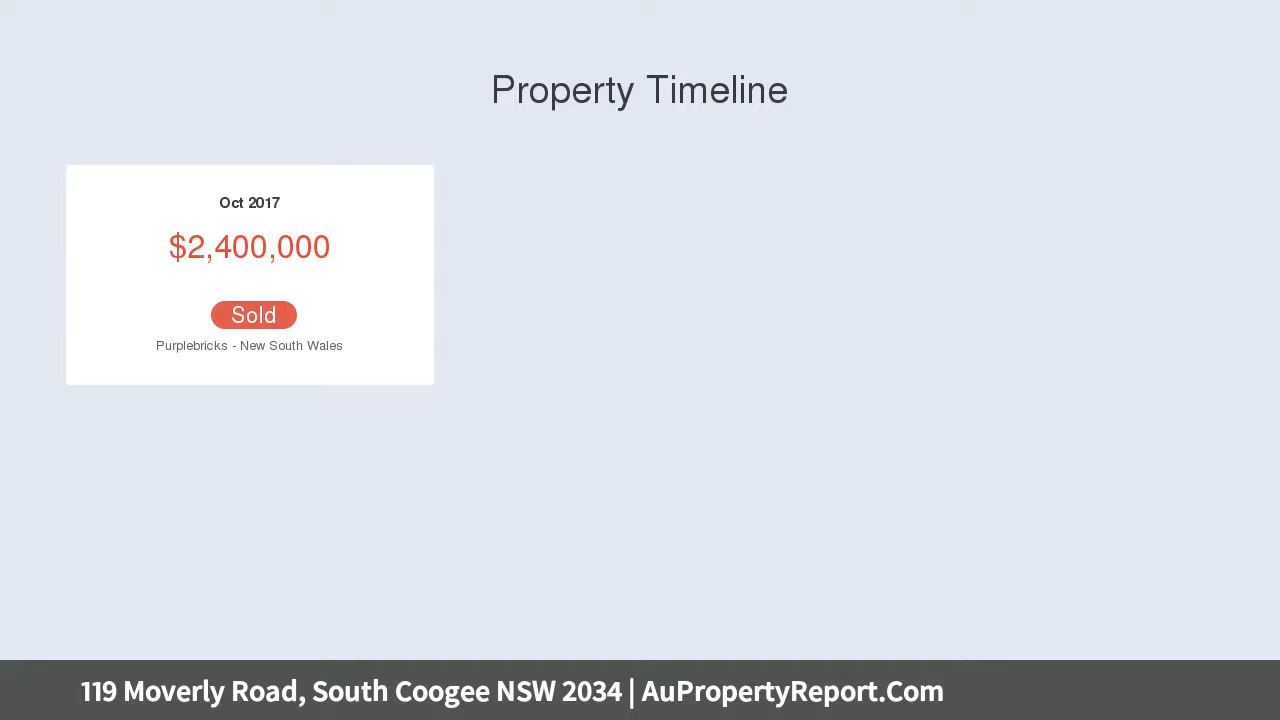 Property Timeline
Oct 2017
$2,400,000
Sold
Purplebricks - New South Wales
119 Moverly Road, South Coogee NSW 2034 | AuPropertyReport.Com